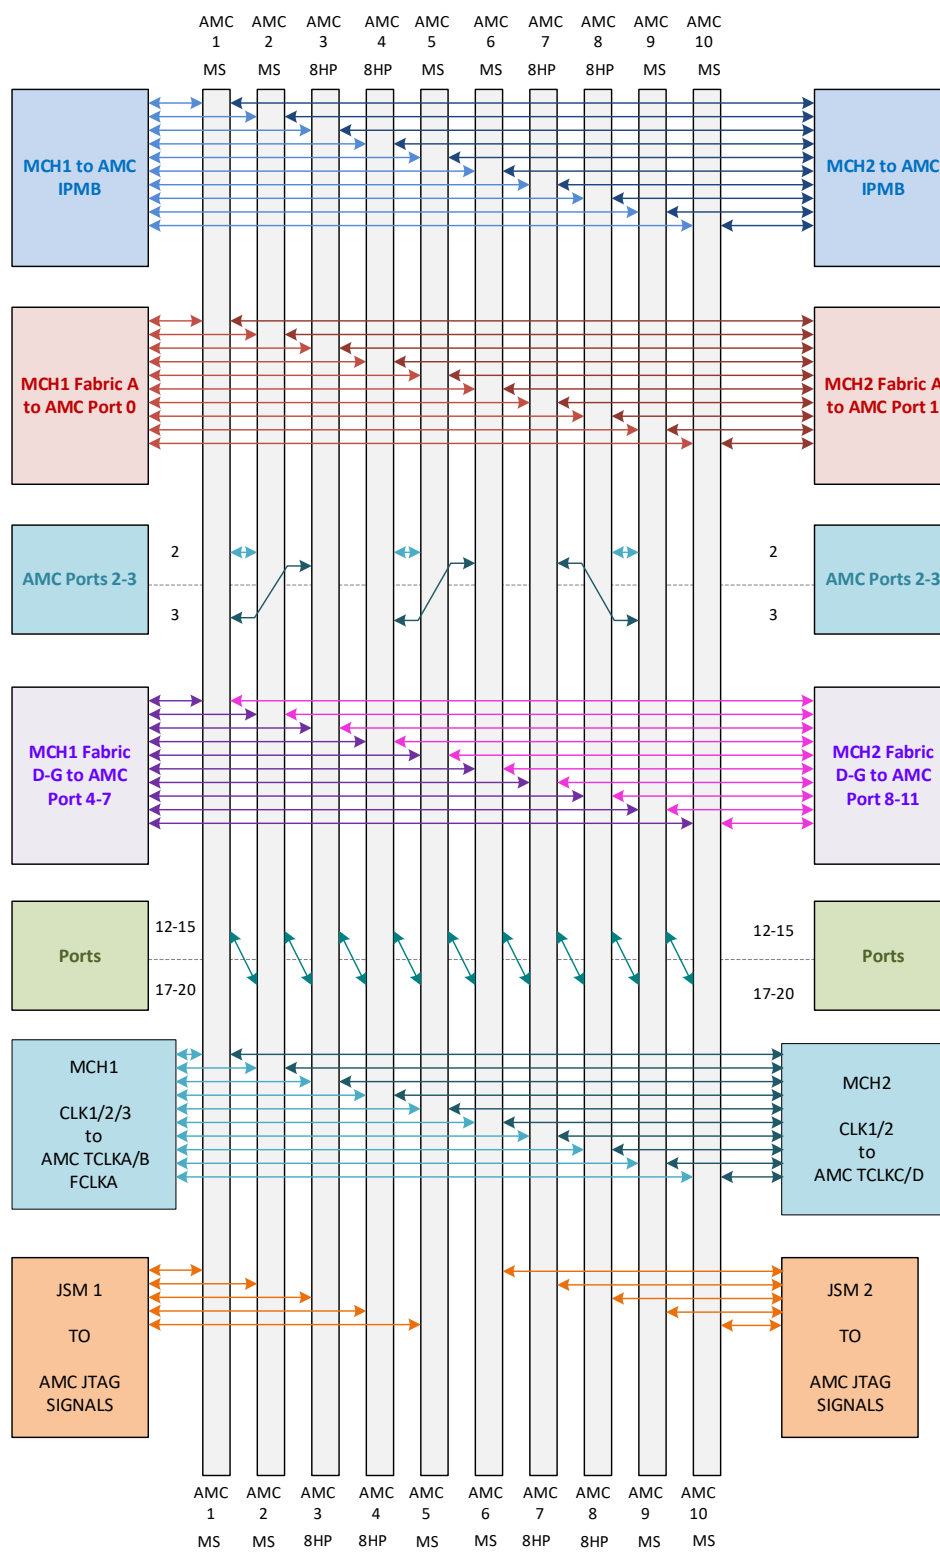 AMC AMC AMC AMC AMC AMC AMC AMC AMC AMC
1 2 3 4 5 6 7 8 9 10
MS MS 8HP 8HP MS MS 8HP 8HP MS MS
MCH1 to AMC
IPMB
MCH2 to AMC
IPMB
MCH1 Fabric A
to AMC Port 0
MCH2 Fabric A
to AMC Port 1
AMC Ports 2-3
2
3
2
3
AMC Ports 2-3
MCH1 Fabric
D-G to AMC
Port 4-7
MCH2 Fabric
D-G to AMC
Port 8-11
Ports
12-15
17-20
12-15
17-20
Ports
MCH1
CLK1/2/3
to
AMC TCLKA/B
FCLKA
MCH2
CLK1/2
to
AMC TCLKC/D
JSM 1
TO
AMC JTAG
SIGNALS
JSM 2
TO
AMC JTAG
SIGNALS
AMC AMC AMC AMC AMC AMC AMC AMC AMC AMC
1 2 3 4 5 6 7 8 9 10
MS MS 8HP 8HP MS MS 8HP 8HP MS MS